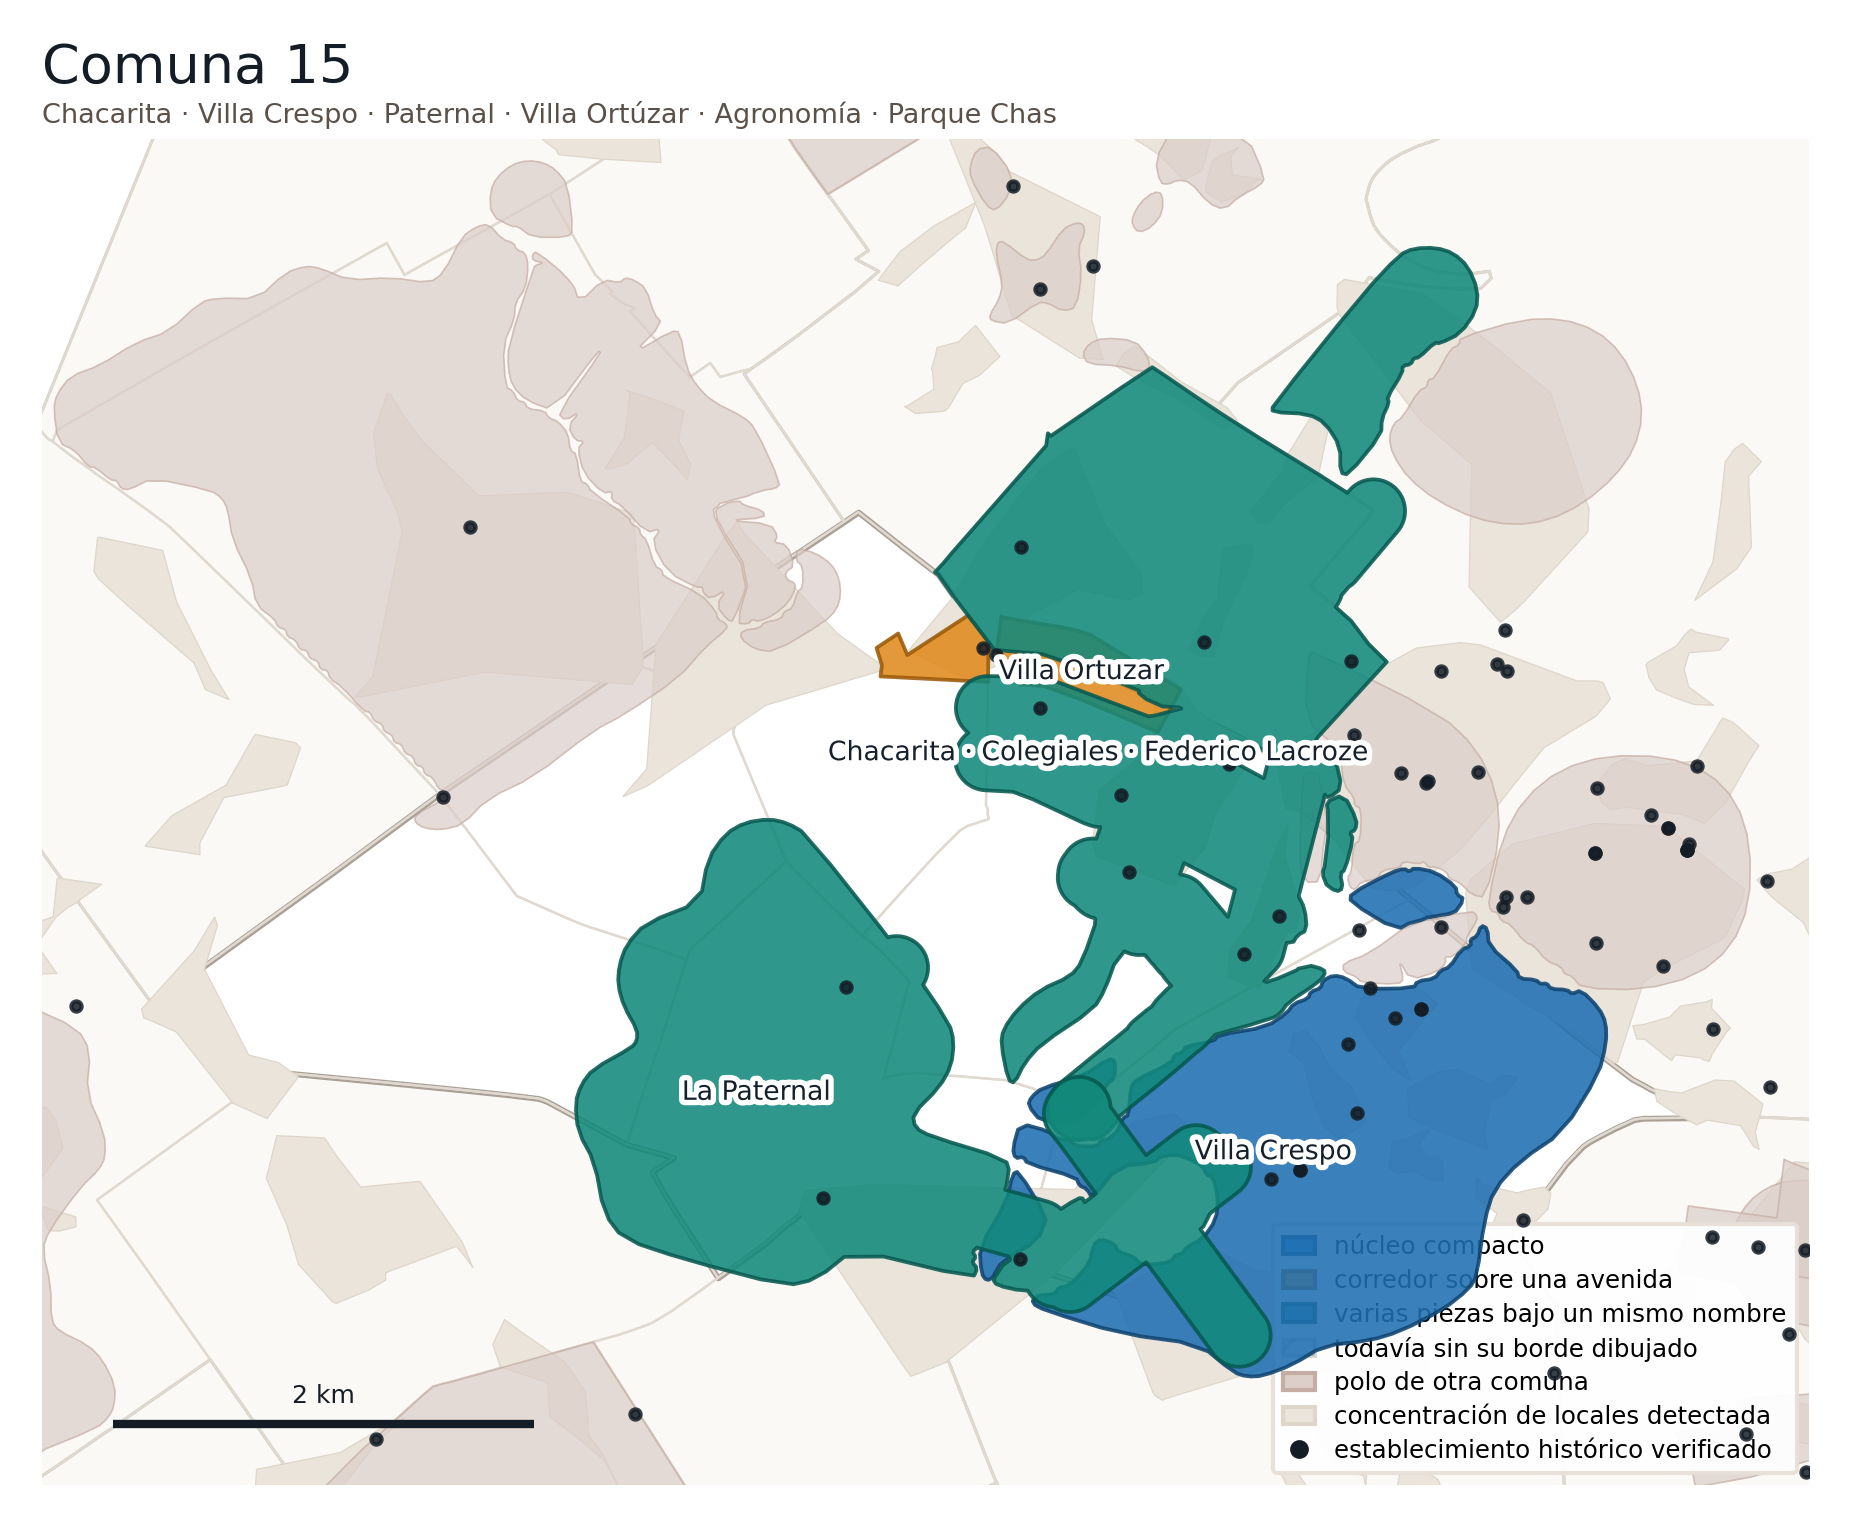 Comuna 15
Chacarita · Villa Crespo · Paternal · Villa Ortúzar · Agronomía · Parque Chas
Villa Ortuzar
Chacarita · Colegiales · Federico Lacroze
La Paternal
Villa Crespo
núcleo compacto
corredor sobre una avenida
varias piezas bajo un mismo nombre
todavía sin su borde dibujado
polo de otra comuna
concentración de locales detectada
establecimiento histórico verificado
2 km